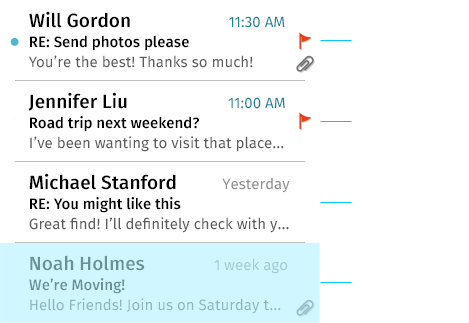 Will Gordon 11:30 AM
RE: Send photos please
You're the best! Thanks so much!
Jennifer Liu 11:00 AM
Road trip next weekend?
I've been wanting to visit that place...
Michael Stanford Yesterday
RE: You might like this
Great find! I'll definitely check with y...
Noah Holmes 1 week ago
We're Moving!
Hello Friends! Join us on Saturday t...